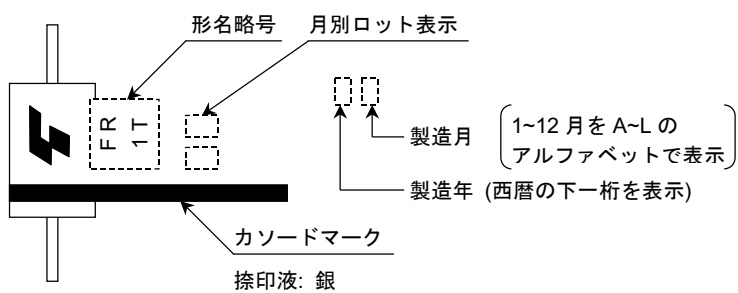 形名略号
月別ロット表示
FR
1T
製造月
1~12 月を A~L の
アルファベットで表示
製造年 (西暦の下一桁を表示)
カソードマーク
捺印液: 銀